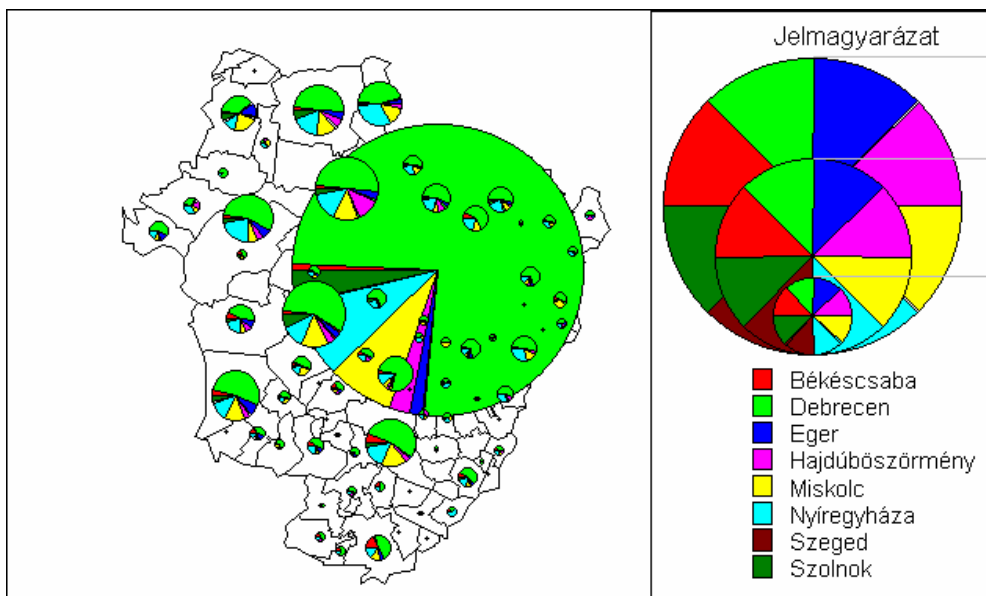 Jelmagyarázat
Békéscsaba
Debrecen
Eger
Hajdúböszörmény
Miskolc
Nyíregyháza
Szeged
Szolnok